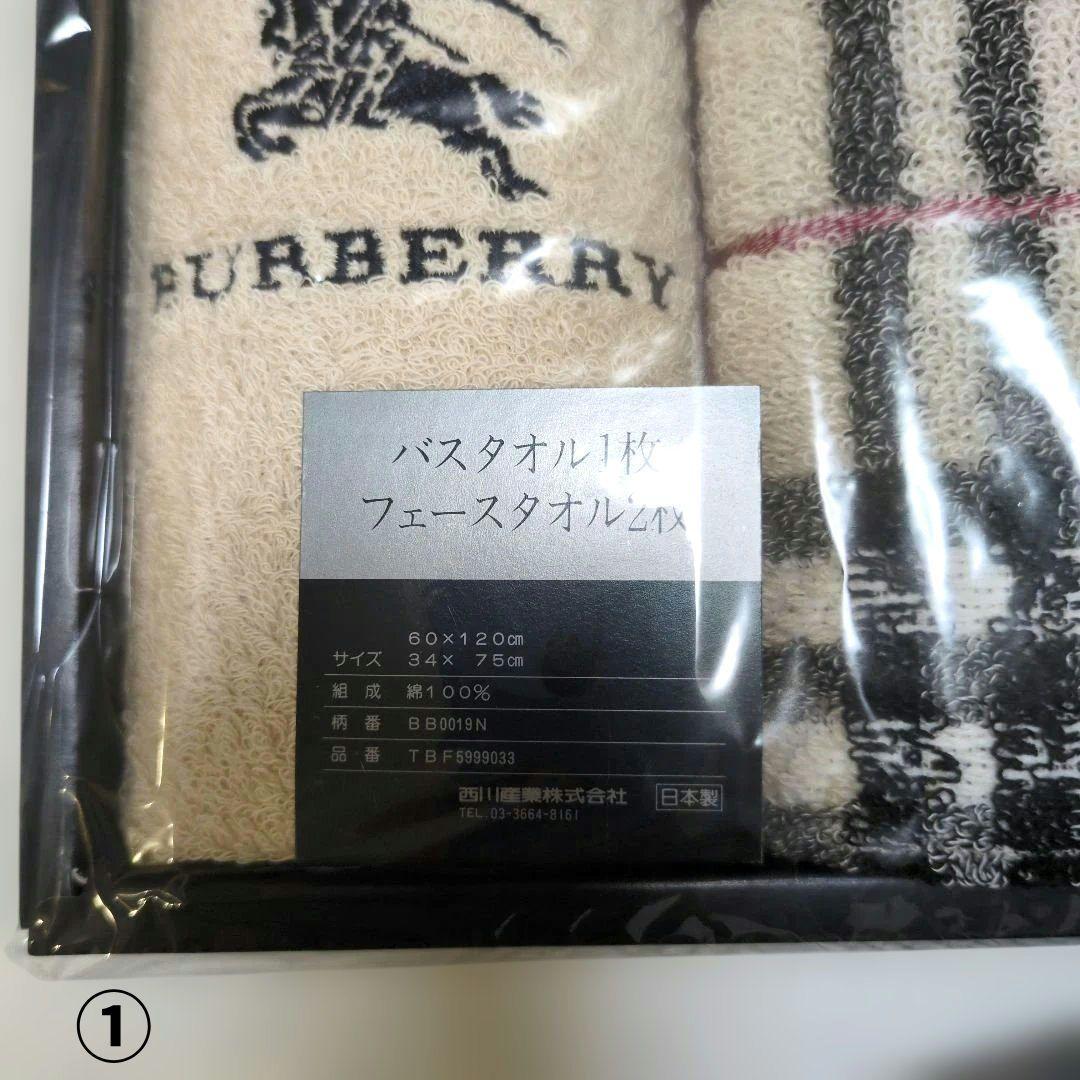 BURBERRY
バスタオル1枚
フェースタオル2枚
60×120㎝
サイズ 34× 75㎝
組成 綿100%
柄番 BB0019N
品番 TBF5999033
西川産業株式会社 日本製
TEL.03-3664-8161
①